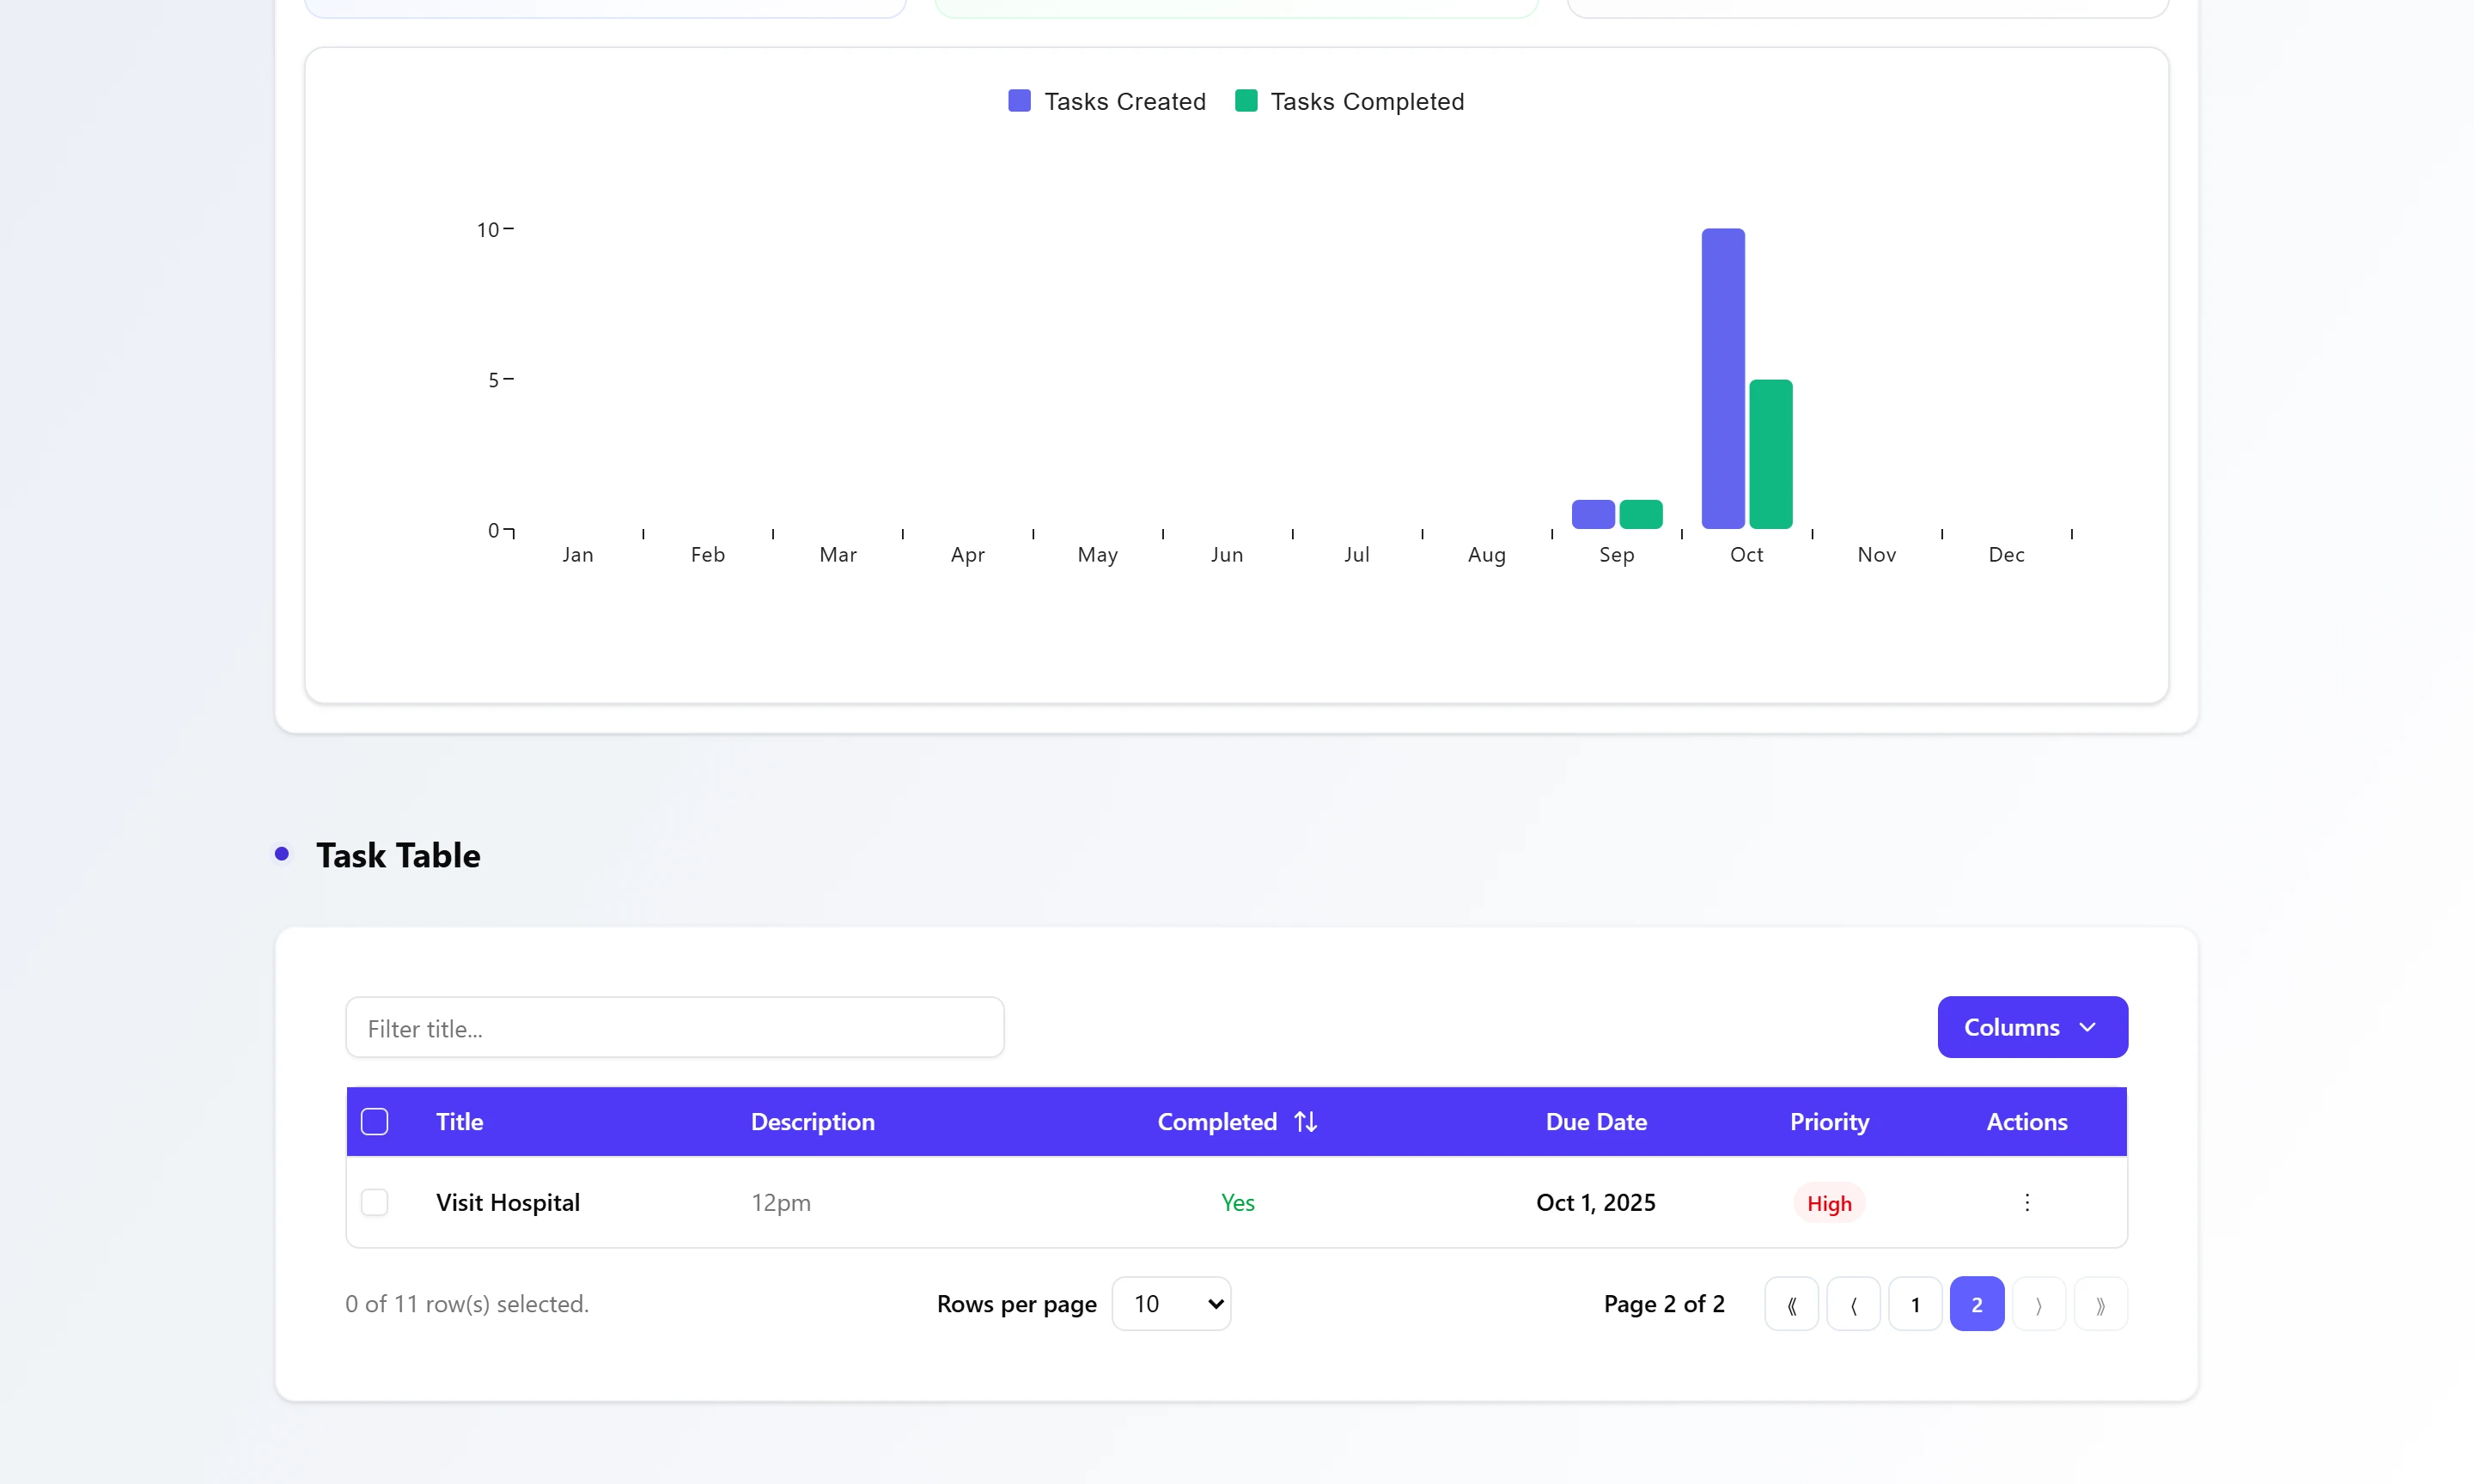 Tasks Created Tasks Completed
10
5
0
Jan Feb Mar Apr May Jun Jul Aug Sep Oct Nov Dec
Task Table
Filter title...
Columns
Title Description Completed Due Date Priority Actions
Visit Hospital 12pm Yes Oct 1, 2025 High
0 of 11 row(s) selected. Rows per page 10 Page 2 of 2 ⟪ ⟨ 1 2 ⟩ ⟫